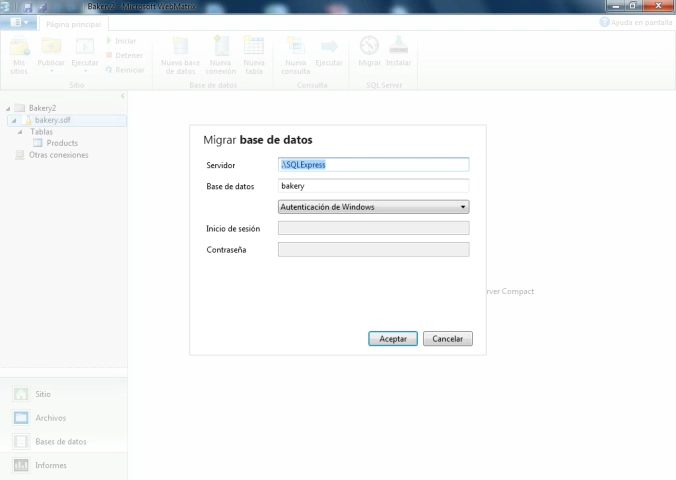 Bakery2 - Microsoft WebMatrix
Página principal
Ayuda en pantalla
Mis sitios
Publicar
Ejecutar
Iniciar
Detener
Reiniciar
Sitio
Nueva base de datos
Nueva conexión
Nueva tabla
Base de datos
Nueva consulta
Ejecutar
Consulta
Migrar
Instalar
SQL Server
Bakery2
bakery.sdf
Tablas
Products
Otras conexiones
Migrar base de datos
Servidor
.\SQLExpress
Base de datos
bakery
Autenticación de Windows
Inicio de sesión
Contraseña
rver Compact
Aceptar
Cancelar
Sitio
Archivos
Bases de datos
Informes